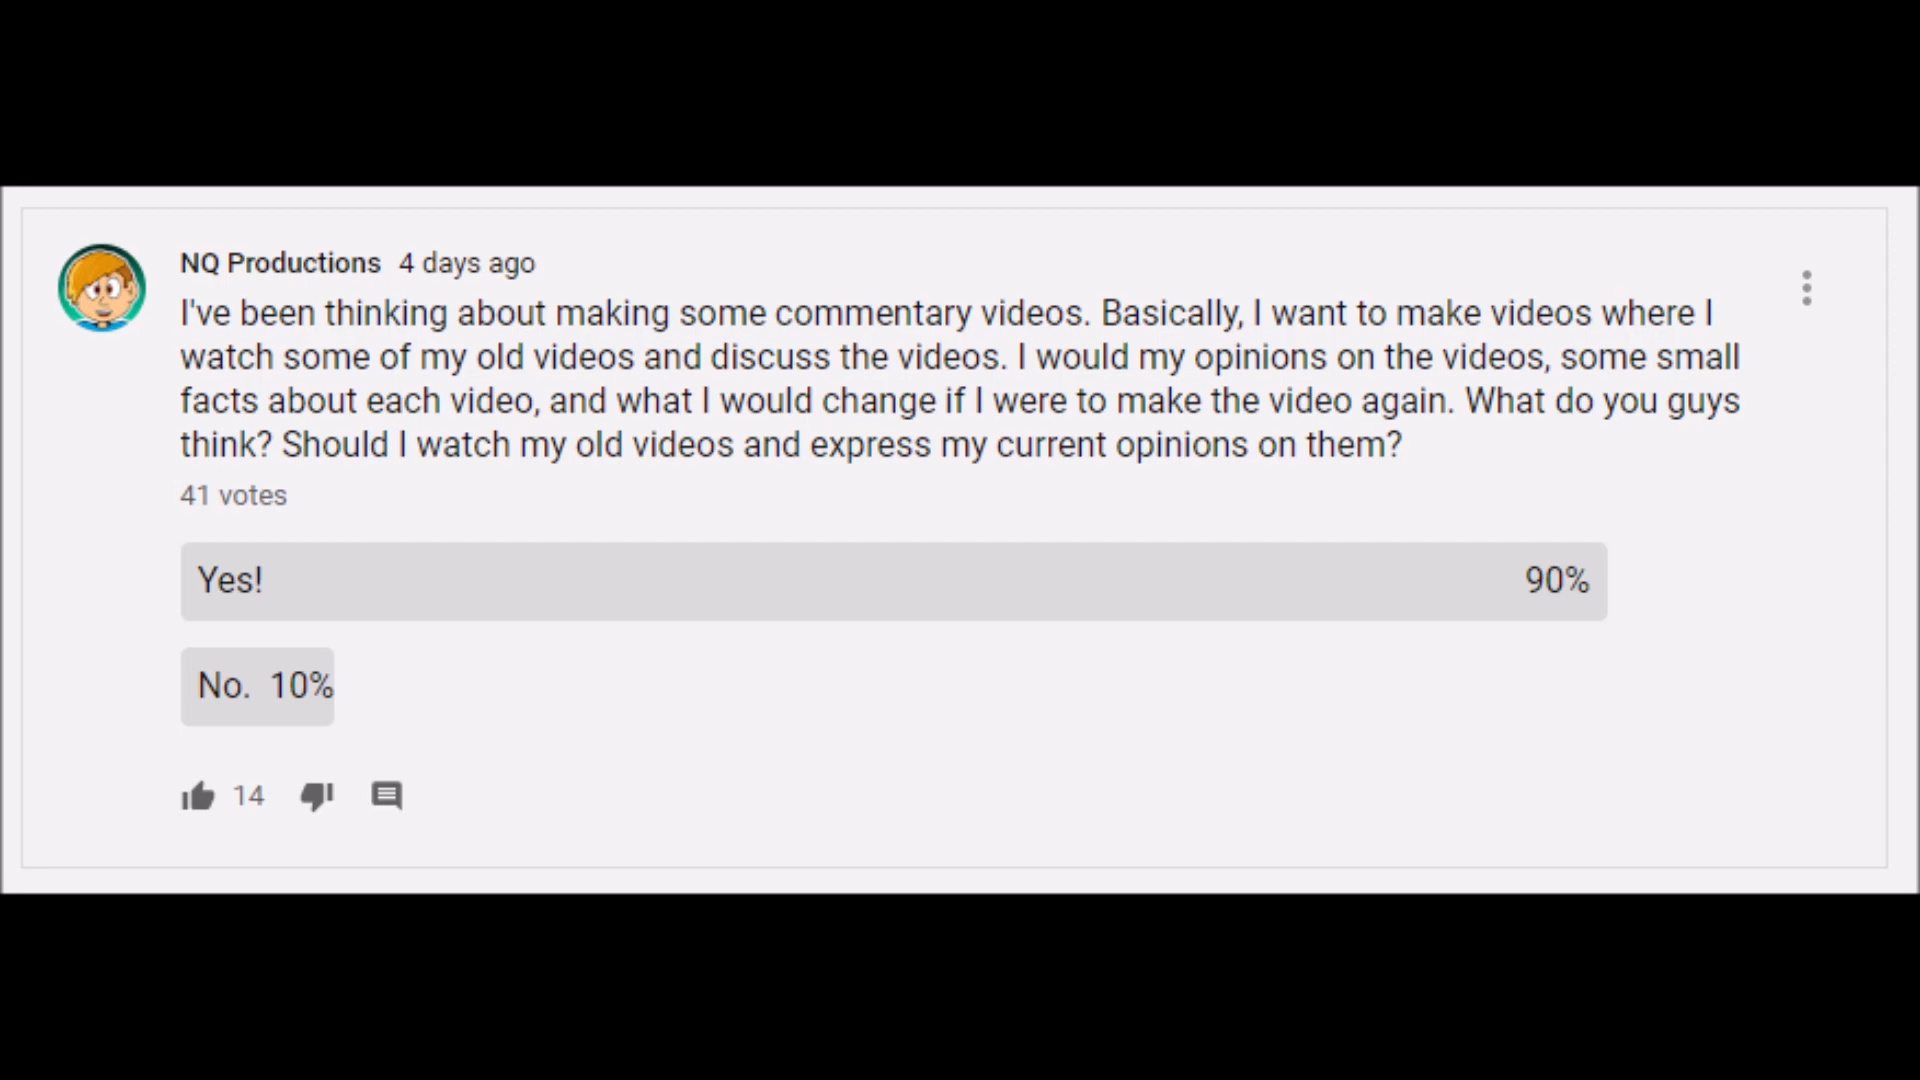 NQ Productions 4 days ago
I've been thinking about making some commentary videos. Basically, I want to make videos where I
watch some of my old videos and discuss the videos. I would my opinions on the videos, some small
facts about each video, and what I would change if I were to make the video again. What do you guys
think? Should I watch my old videos and express my current opinions on them?
41 votes
Yes! 90%
No. 10%
14